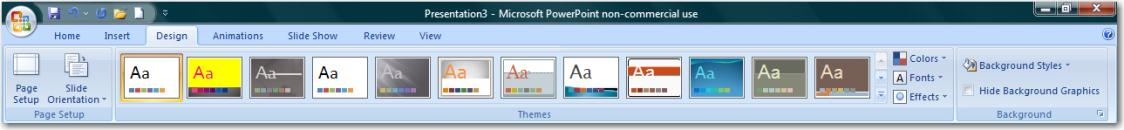 Presentation3 - Microsoft PowerPoint non-commercial use
Home Insert Design Animations Slide Show Review View
Page Setup
Slide Orientation
Aa Aa Aa Aa Aa Aa Aa Aa Aa Aa Aa Aa
Colors
Fonts
Effects
Background Styles
Hide Background Graphics
Page Setup
Themes
Background